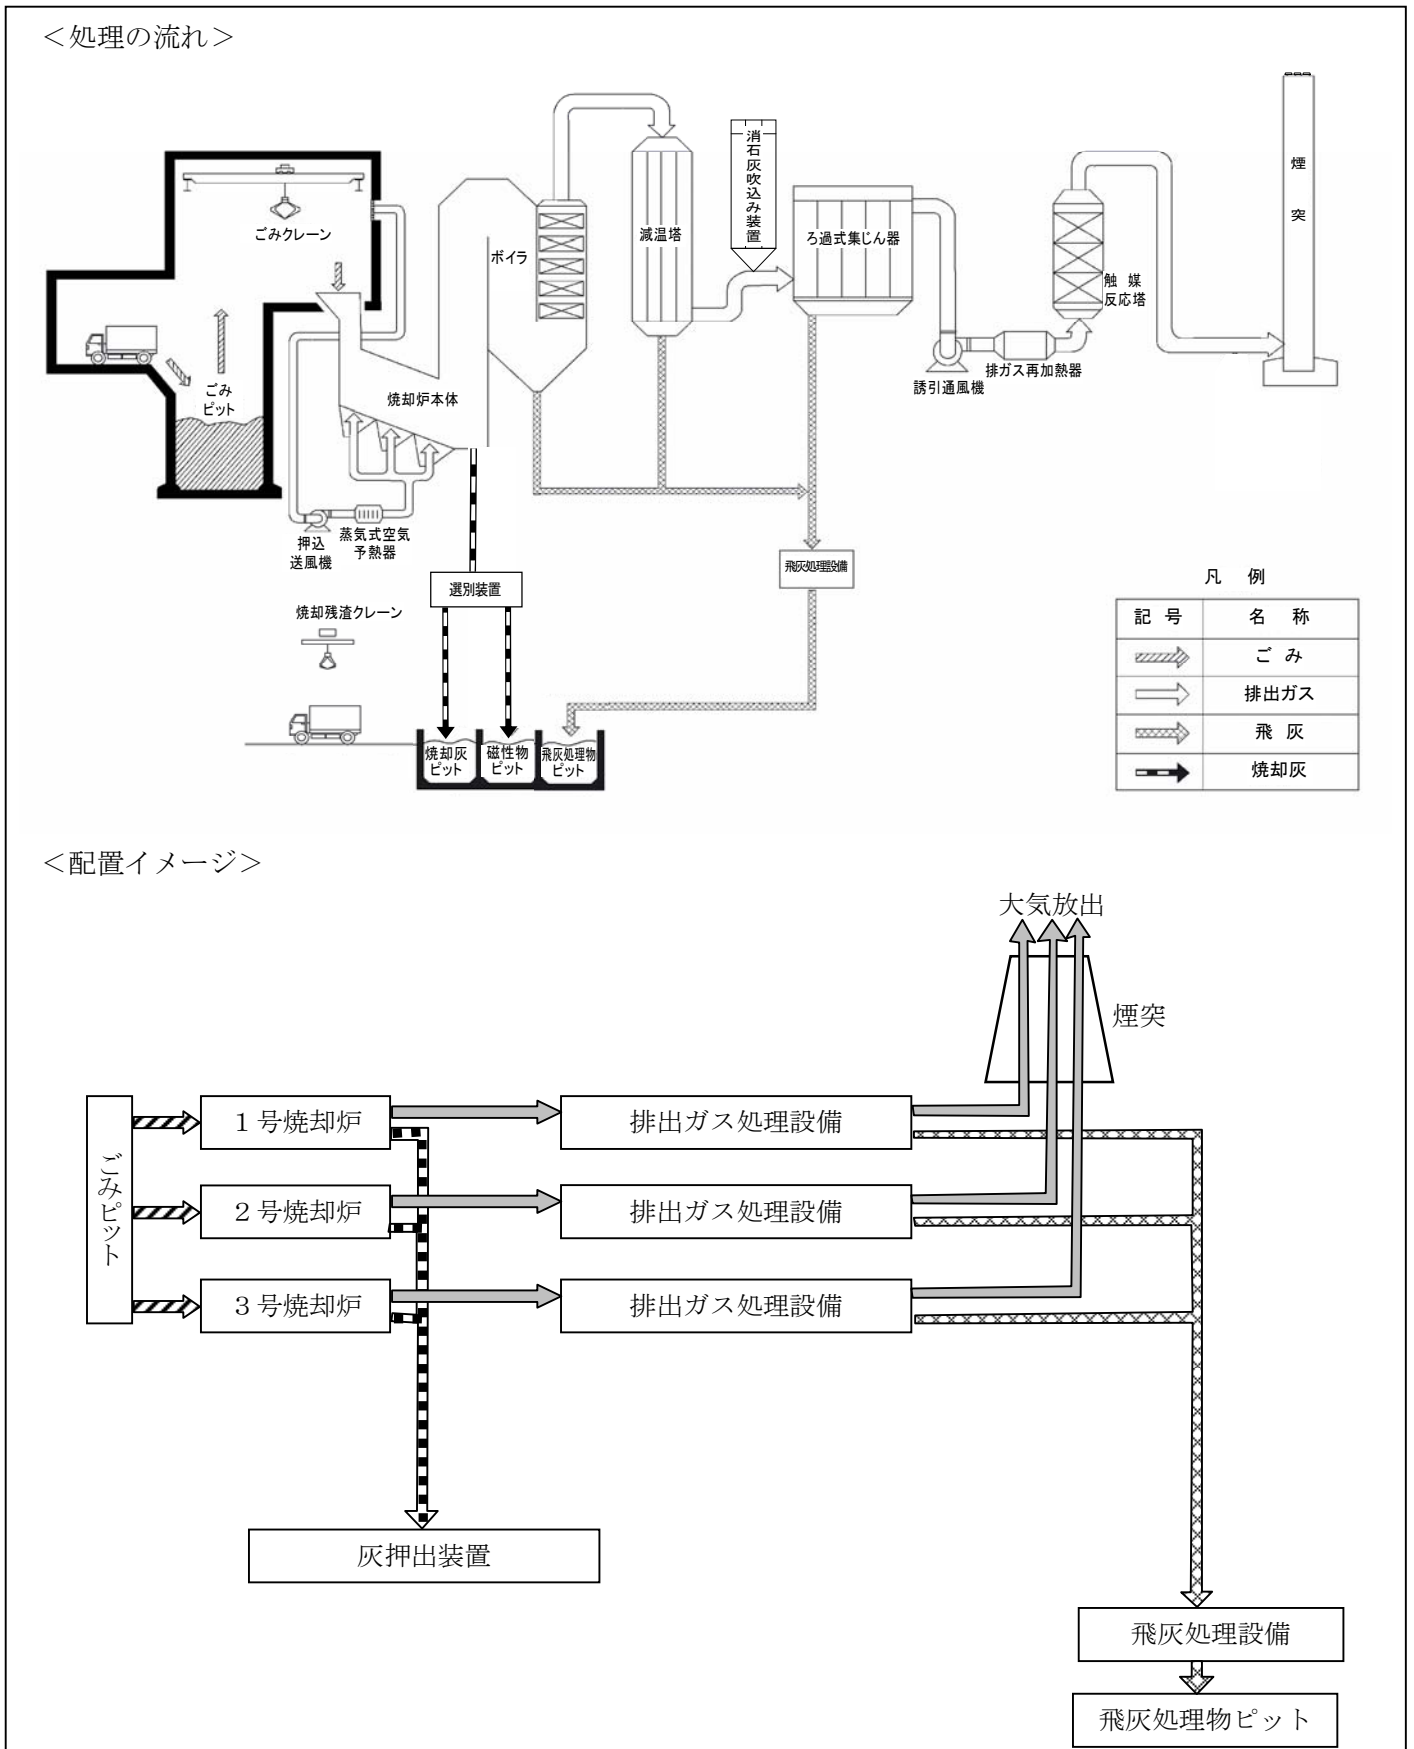 ＜処理の流れ＞
ごみクレーン
ごみ
ピット
焼却炉本体
ボイラ
減温塔
消石灰吹込み装置
ろ過式集じん器
誘引通風機
排ガス再加熱器
触　媒
反応塔
煙
突
押込
送風機
蒸気式空気
予熱器
選別装置
飛灰処理設備
焼却残渣クレーン
焼却灰
ピット
磁性物
ピット
飛灰処理物
ピット
凡　例
記　号　名　称
ご　み
排出ガス
飛　灰
焼却灰
＜配置イメージ＞
大気放出
煙突
ごみピット
１号焼却炉
排出ガス処理設備
２号焼却炉
排出ガス処理設備
３号焼却炉
排出ガス処理設備
灰押出装置
飛灰処理設備
飛灰処理物ピット